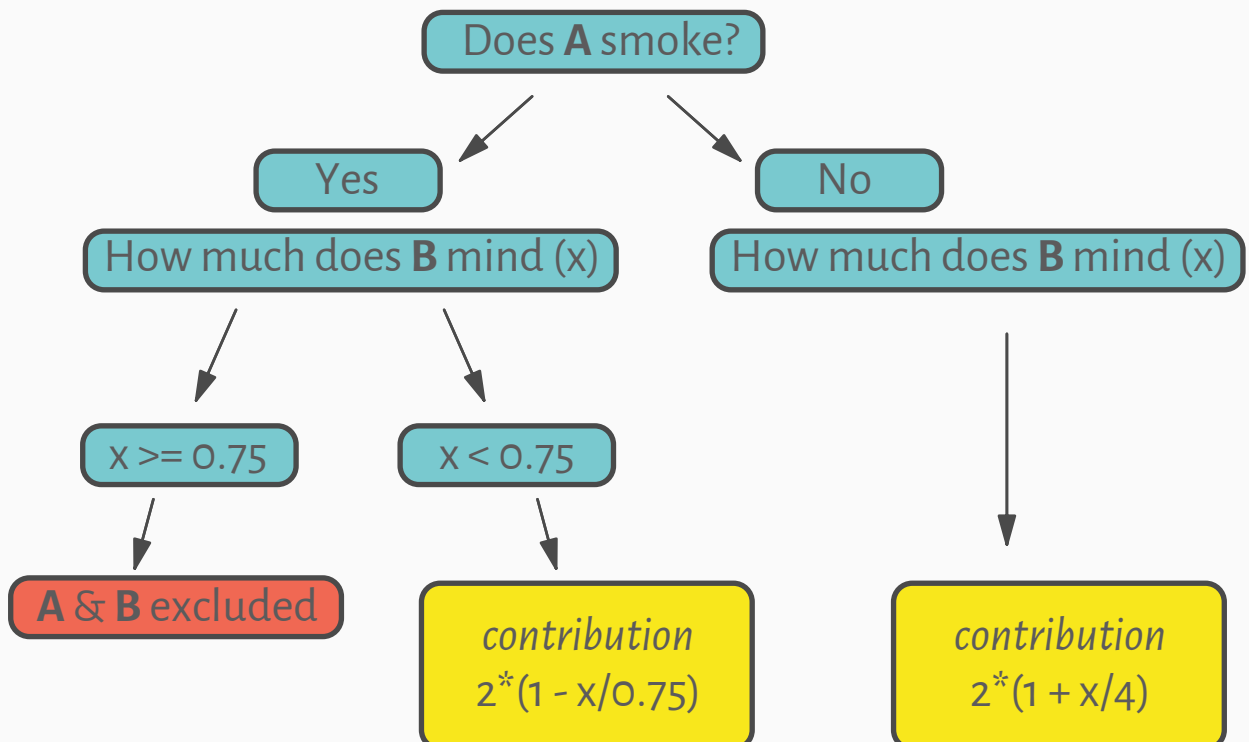 Does A smoke?
Yes
No
How much does B mind (x)
How much does B mind (x)
x >= 0.75
x < 0.75
A & B excluded
contribution
2*(1 - x/0.75)
contribution
2*(1 + x/4)